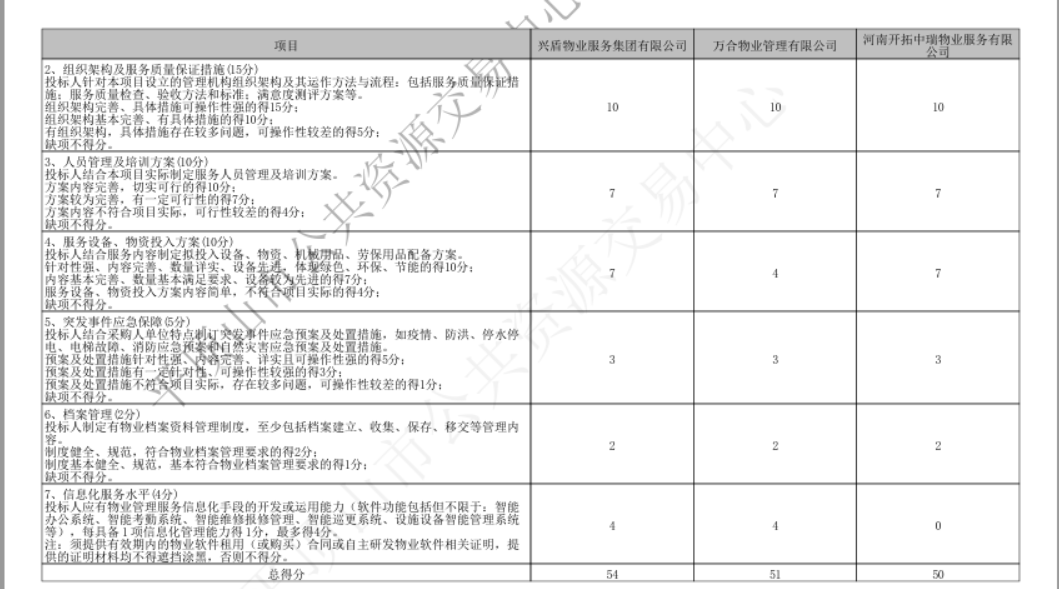 项目 兴盾物业服务集团有限公司 万合物业管理有限公司 河南开拓中瑞物业服务有限
公司
2、组织架构及服务质量保证措施(15分)
投标人针对本项目设立的管理机构组织架构及其运作方法与流程：包括服务质量保证措
施；服务质量检查、验收方法和标准；满意度测评方案等。
组织架构完善、具体措施可操作性强的得15分；
组织架构基本完善、有具体措施的得10分；
有组织架构，具体措施存在较多问题，可操作性较差的得5分；
缺项不得分。
10 10 10
3、人员管理及培训方案(10分)
投标人结合本项目实际制定服务人员管理及培训方案。
方案内容完善，切实可行的得10分；
方案较为完善，有一定可行性的得7分；
方案内容不符合项目实际，可行性较差的得4分；
缺项不得分。
7 7 7
4、服务设备、物资投入方案(10分)
投标人结合服务内容制定拟投入设备、物资、机械用品、劳保用品配备方案。
针对性强、内容完善、数量详实、设备先进，体现绿色、环保、节能的得10分；
内容基本完善、数量基本满足要求、设备较为先进的得7分；
服务设备、物资投入方案内容简单，不符合项目实际的得4分；
缺项不得分。
7 4 7
5、突发事件应急保障(5分)
投标人结合采购人单位特点制订突发事件应急预案及处置措施，如疫情、防洪、停水停
电、电梯故障、消防应急预案和自然灾害应急预案及处置措施。
预案及处置措施针对性强、内容完善、详实且可操作性强的得5分；
预案及处置措施有一定针对性、可操作性较强的得3分；
预案及处置措施不符合项目实际，存在较多问题，可操作性较差的得1分；
缺项不得分。
3 3 3
6、档案管理(2分)
投标人制定有物业档案资料管理制度，至少包括档案建立、收集、保存、移交等管理内
容。
制度健全、规范，符合物业档案管理要求的得2分；
制度基本健全、规范，基本符合物业档案管理要求的得1分；
缺项不得分。
2 2 2
7、信息化服务水平(4分)
投标人应有物业管理服务信息化手段的开发或运用能力（软件功能包括但不限于：智能
办公系统、智能考勤系统、智能维修报修管理、智能巡更系统、设施设备智能管理系统
等），每具备1项信息化管理能力得1分，最多得4分。
注：须提供有效期内的物业软件租用（或购买）合同或自主研发物业软件相关证明，提
供的证明材料均不得遮挡涂黑，否则不得分。
4 4 0
总得分 54 51 50
平顶山市公共资源交易中心
顶山市公共资源交易中心